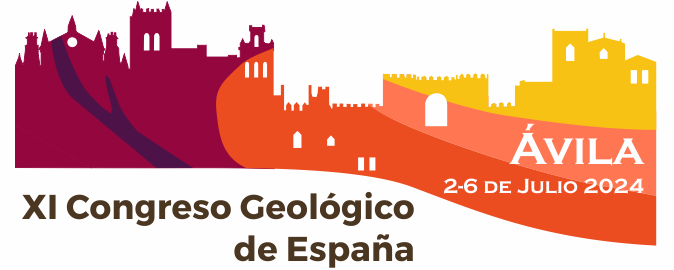 ÁVILA
2-6 DE JULIO 2024
XI Congreso Geológico
de España